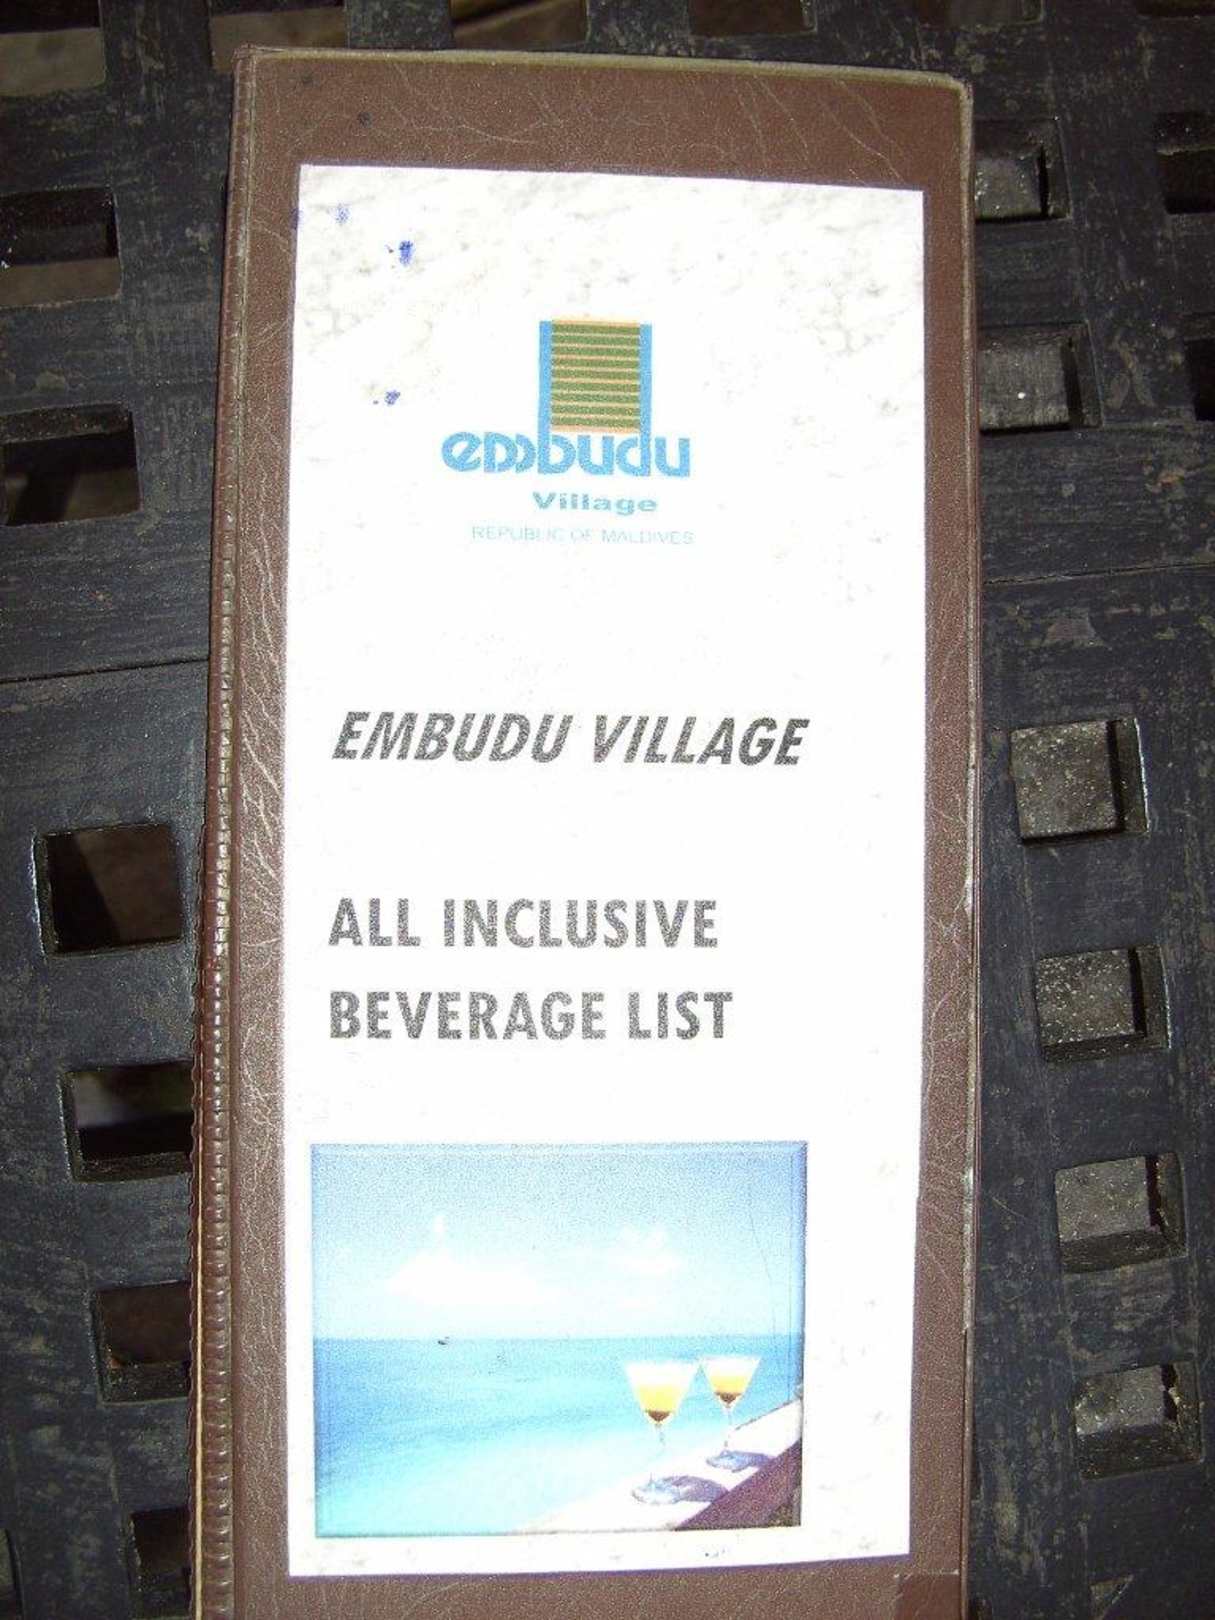 embudu
Village
REPUBLIC OF MALDIVES
EMBUDU VILLAGE
ALL INCLUSIVE
BEVERAGE LIST